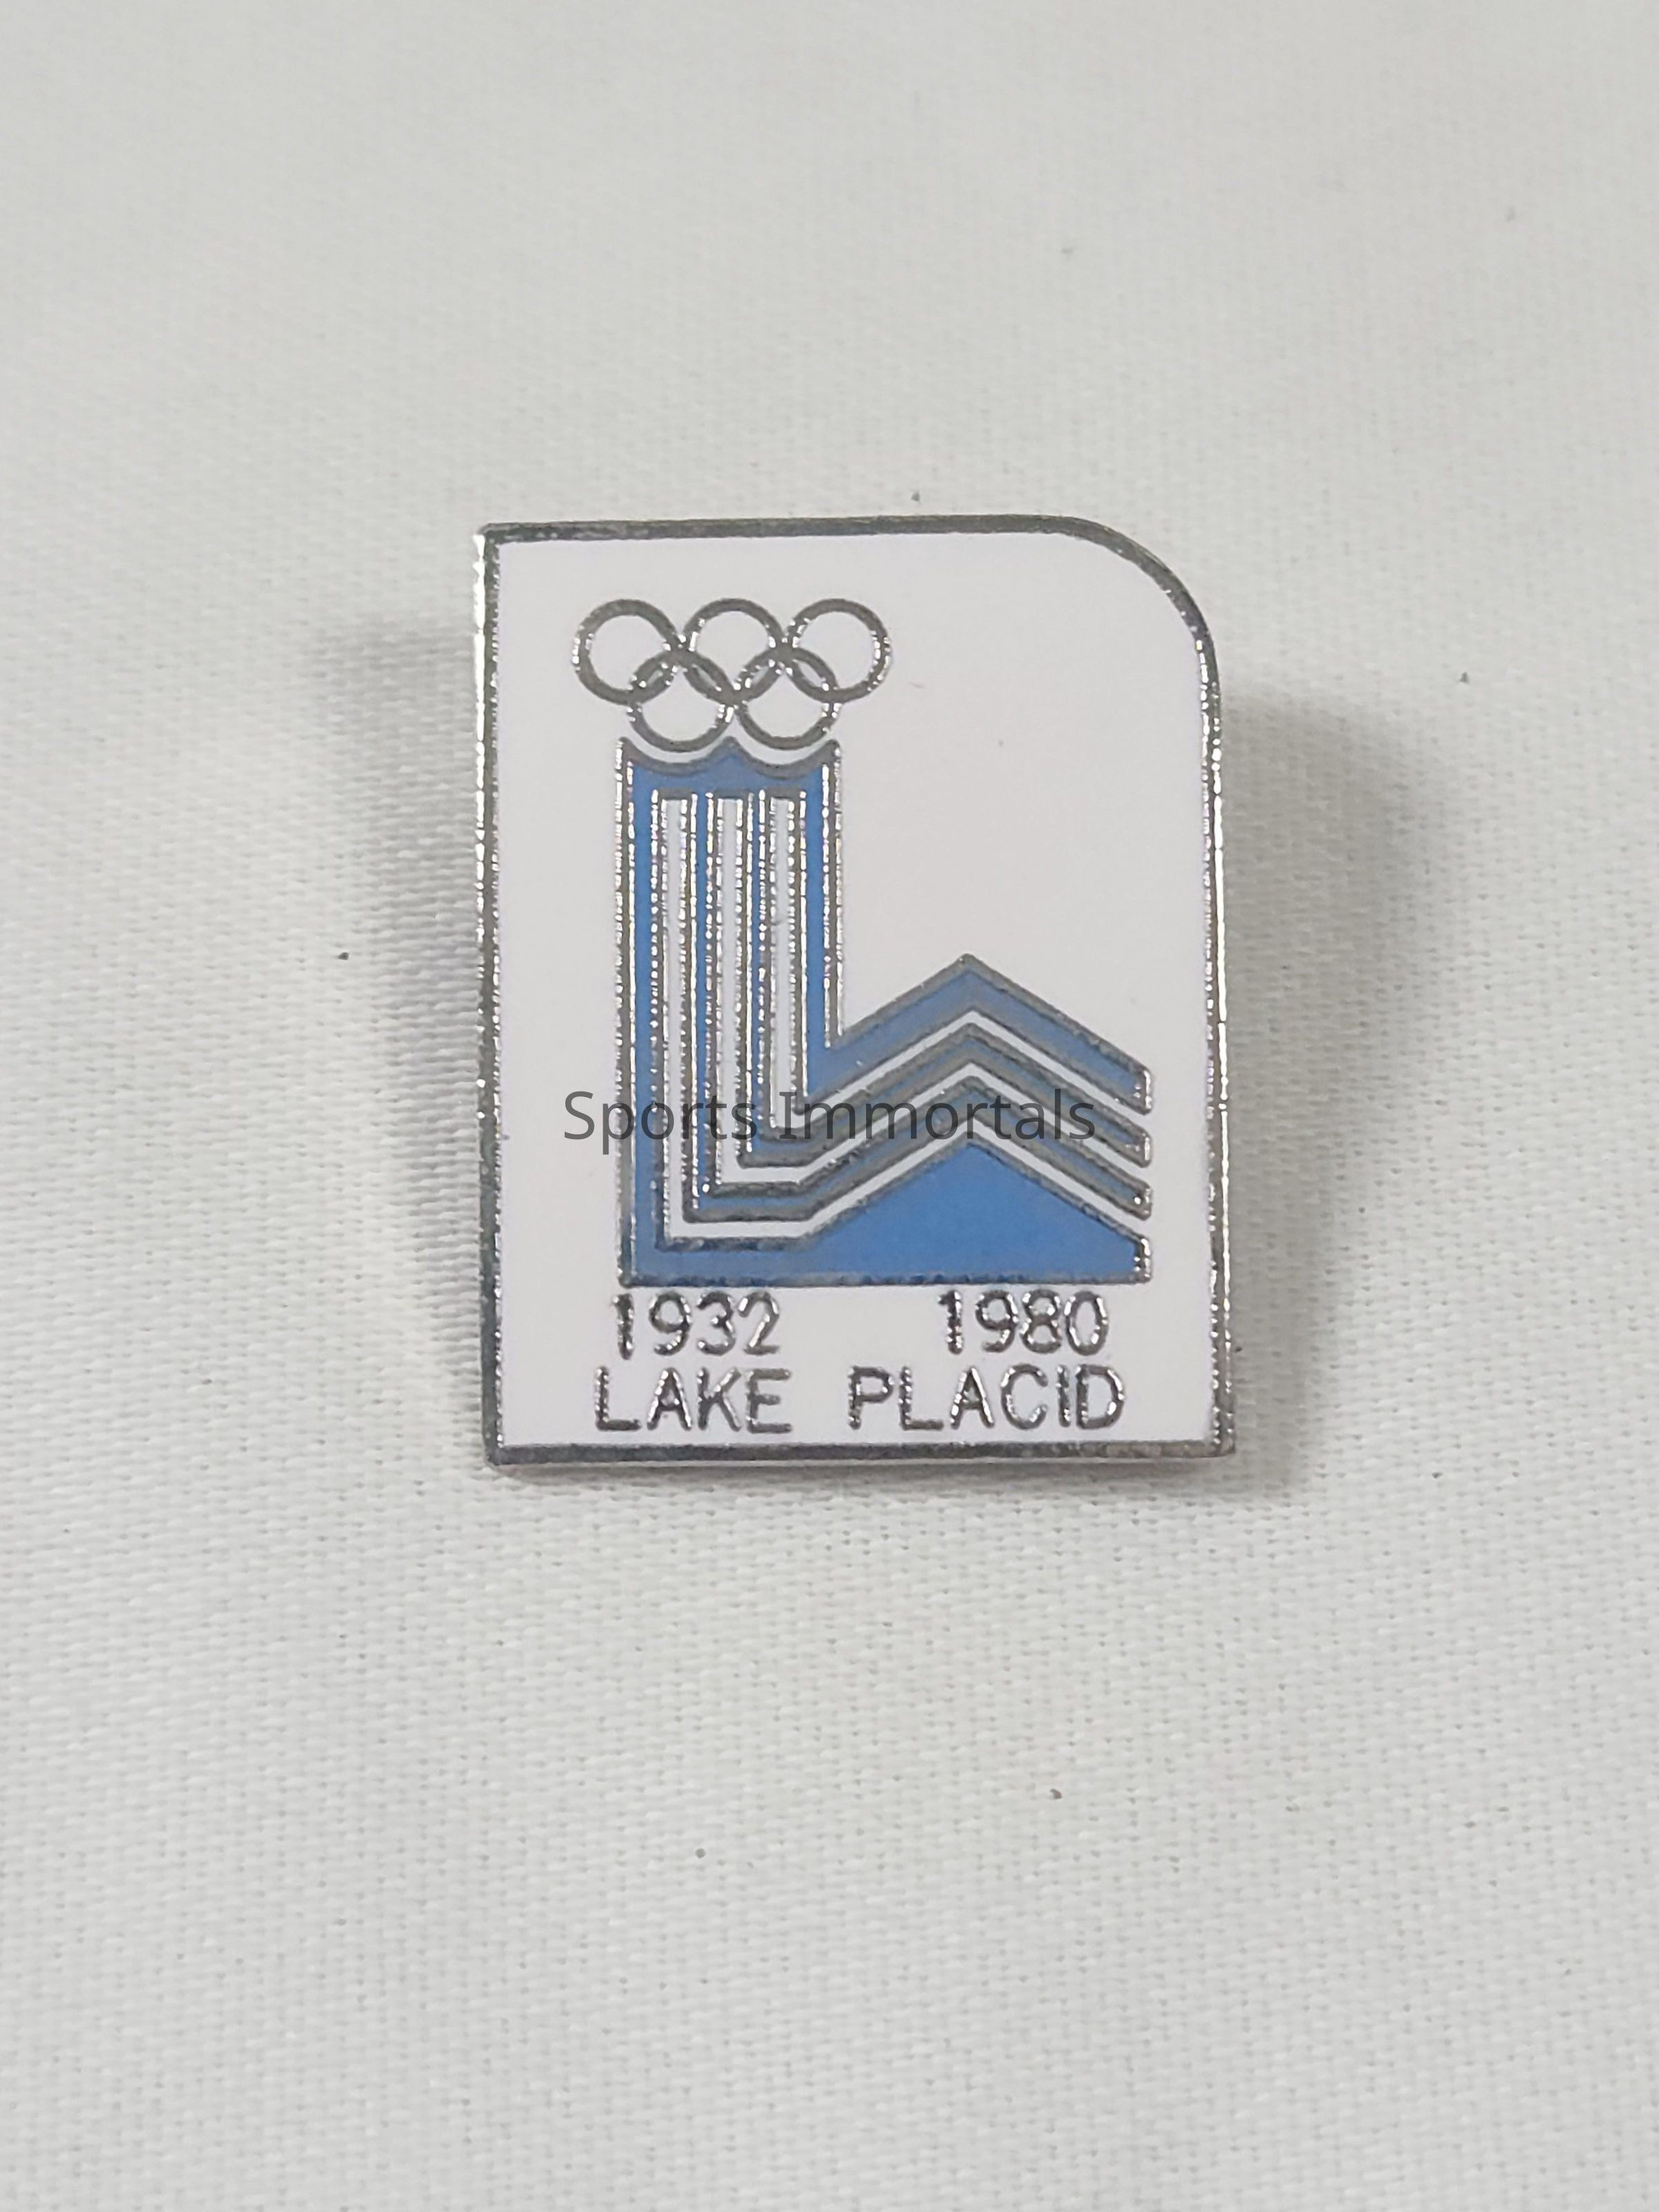 Sports Immortals
1932 1980
LAKE PLACID